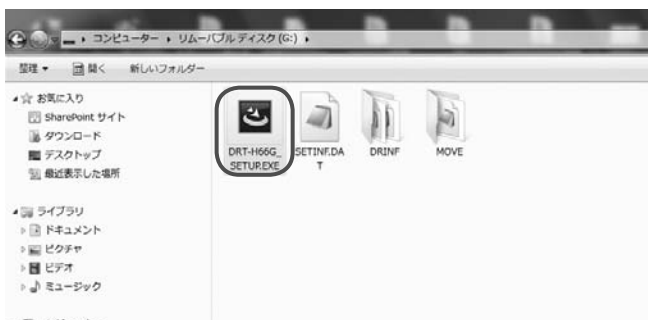 コンピューター ▸ リムーバブル ディスク (G:) ▸
整理 ▼ 開く 新しいフォルダー
お気に入り
SharePoint サイト
ダウンロード
デスクトップ
最近表示した場所
ライブラリ
ドキュメント
ピクチャ
ビデオ
ミュージック
DRT-H66G_
SETUP.EXE
SETINF.DA
T
DRINF
MOVE